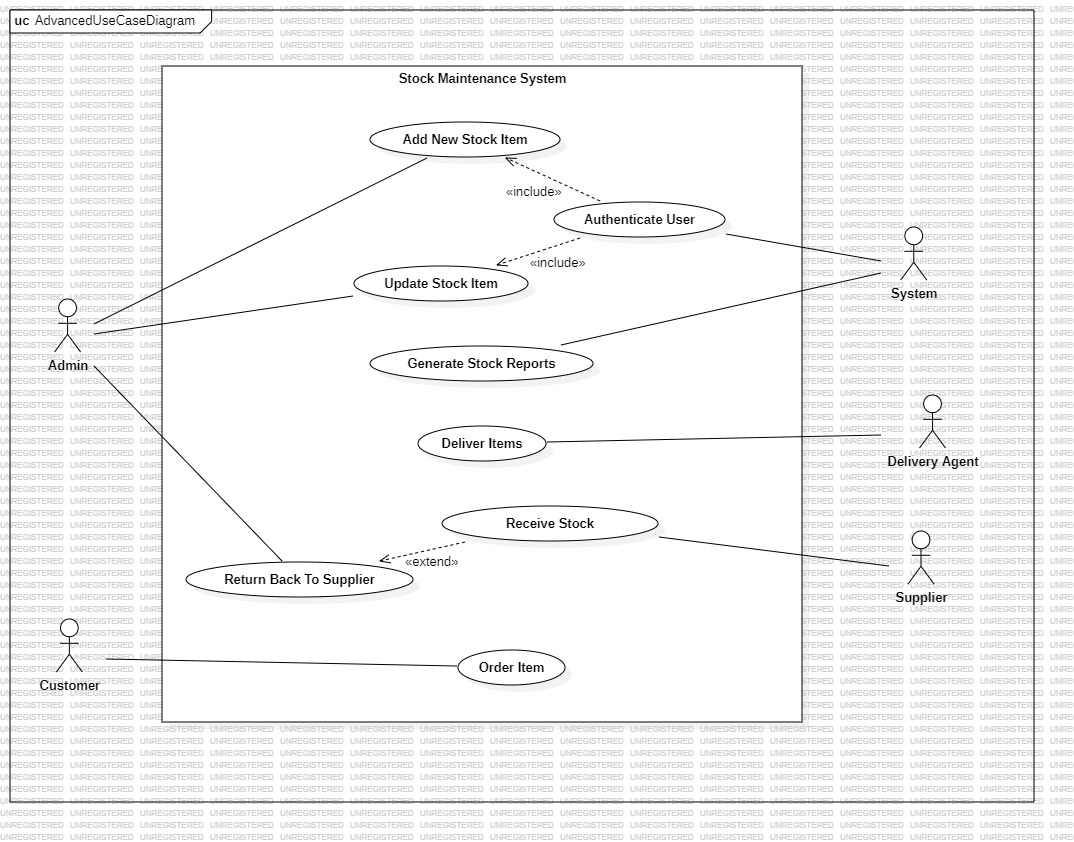 uc AdvancedUseCaseDiagram
Stock Maintenance System
Add New Stock Item
«include»
Authenticate User
«include»
Update Stock Item
System
Admin
Generate Stock Reports
Deliver Items
Delivery Agent
Receive Stock
«extend»
Return Back To Supplier
Supplier
Order Item
Customer
UNREGISTERED